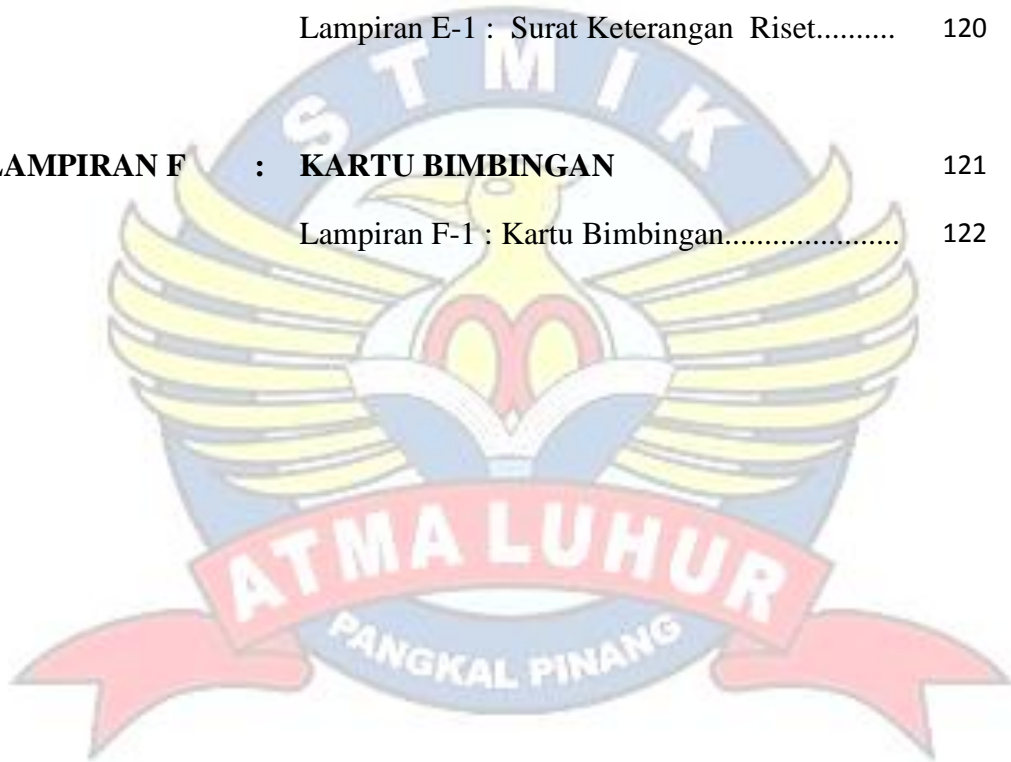 Lampiran E-1 : Surat Keterangan Riset.......... 120
STMIK
LAMPIRAN F : KARTU BIMBINGAN 121
Lampiran F-1 : Kartu Bimbingan...................... 122
ATMA LUHUR
PANGKAL PINANG